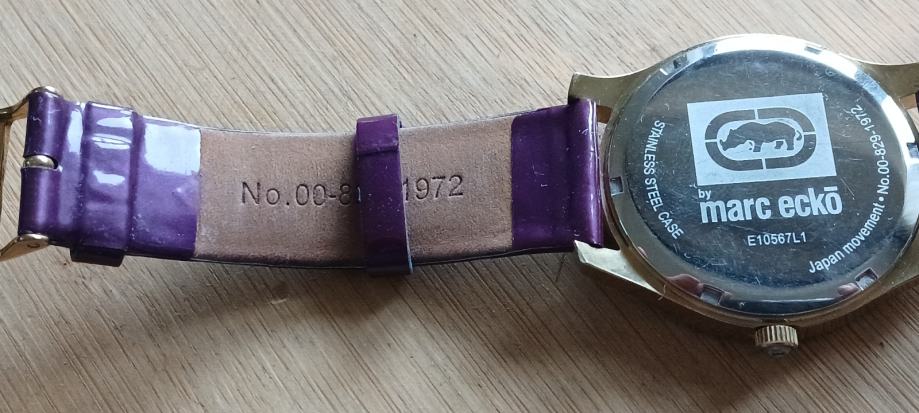 No.00-8 1972
by
marc eckō
E10567L1
STAINLESS STEEL CASE
Japan movement • No.00-829-1972